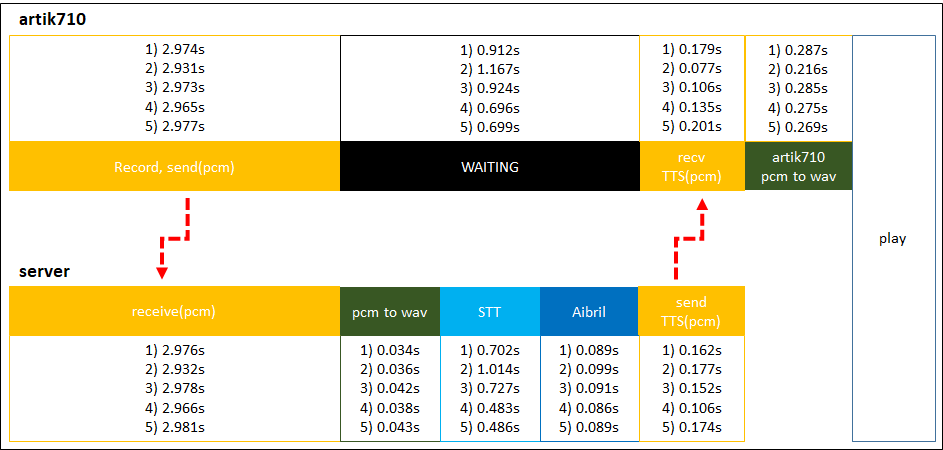 artik710
1) 2.974s
2) 2.931s
3) 2.973s
4) 2.965s
5) 2.977s
1) 0.912s
2) 1.167s
3) 0.924s
4) 0.696s
5) 0.699s
1) 0.179s
2) 0.077s
3) 0.106s
4) 0.135s
5) 0.201s
1) 0.287s
2) 0.216s
3) 0.285s
4) 0.275s
5) 0.269s
Record, send(pcm)
WAITING
recv
TTS(pcm)
artik710
pcm to wav
play
server
receive(pcm)
pcm to wav
STT
Aibril
send
TTS(pcm)
1) 2.976s
2) 2.932s
3) 2.978s
4) 2.966s
5) 2.981s
1) 0.034s
2) 0.036s
3) 0.042s
4) 0.038s
5) 0.043s
1) 0.702s
2) 1.014s
3) 0.727s
4) 0.483s
5) 0.486s
1) 0.089s
2) 0.099s
3) 0.091s
4) 0.086s
5) 0.089s
1) 0.162s
2) 0.177s
3) 0.152s
4) 0.106s
5) 0.174s